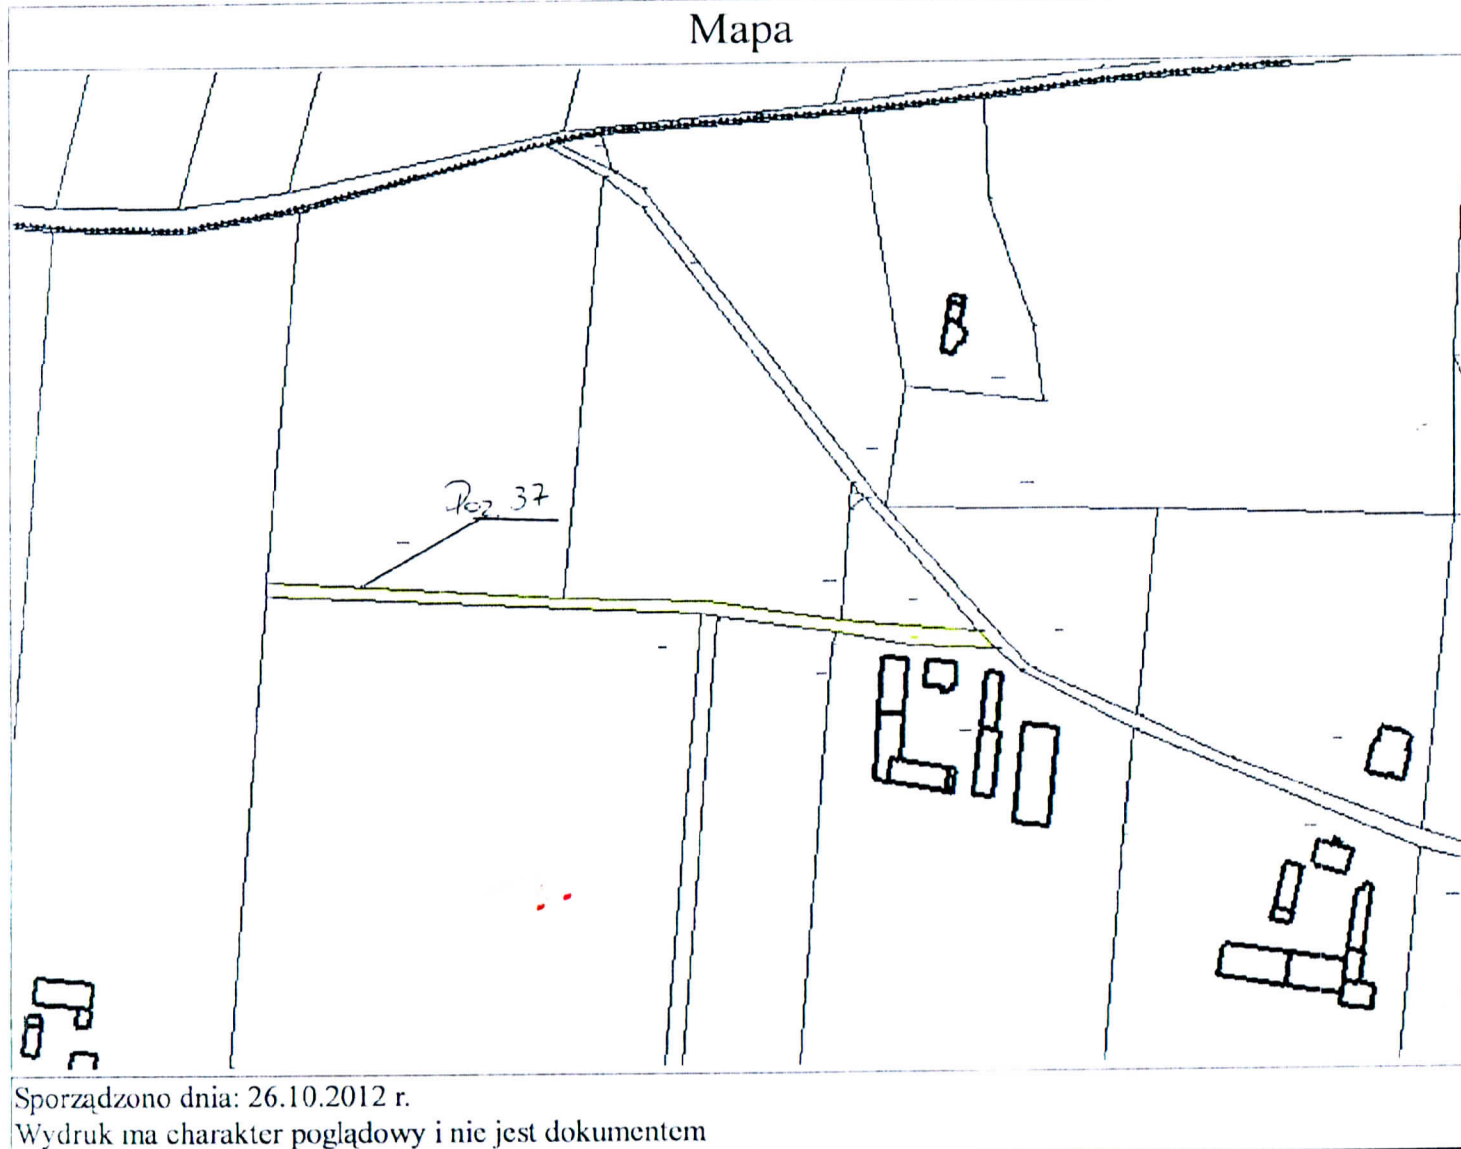 Mapa
Poz. 37
Sporządzono dnia: 26.10.2012 r.
Wydruk ma charakter poglądowy i nie jest dokumentem